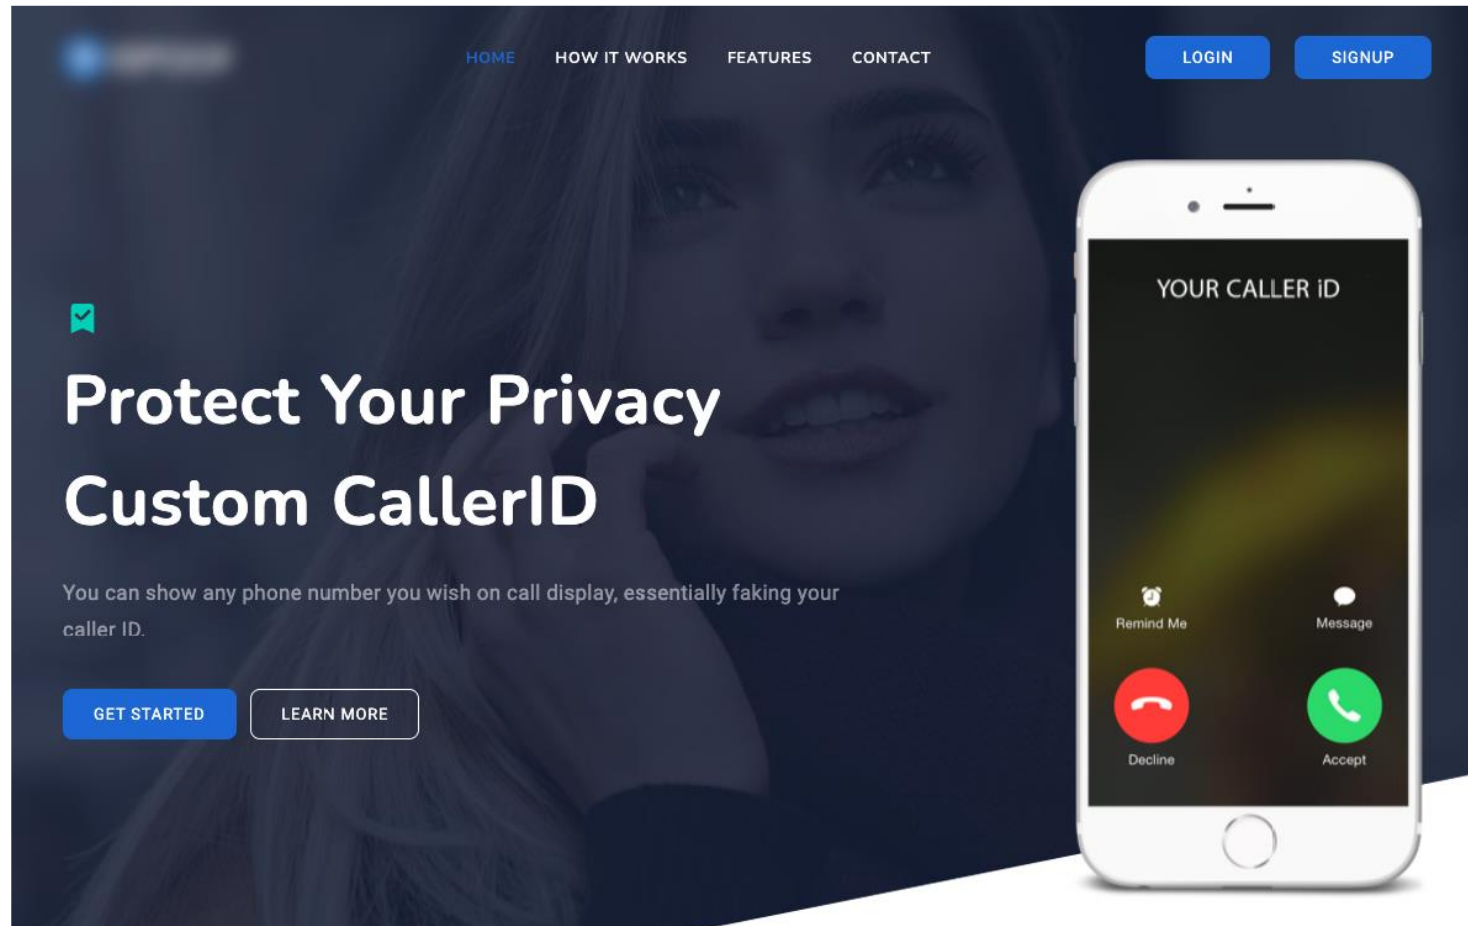 HOME
HOW IT WORKS
FEATURES
CONTACT
LOGIN
SIGNUP
Protect Your Privacy
Custom CallerID
You can show any phone number you wish on call display, essentially faking your
caller ID.
GET STARTED
LEARN MORE
YOUR CALLER iD
Remind Me
Message
Decline
Accept